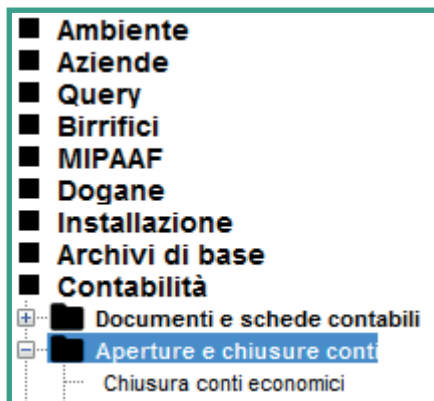 Ambiente
Aziende
Query
Birrifici
MIPAAF
Dogane
Installazione
Archivi di base
Contabilità
Documenti e schede contabili
Aperture e chiusure conti
Chiusura conti economici